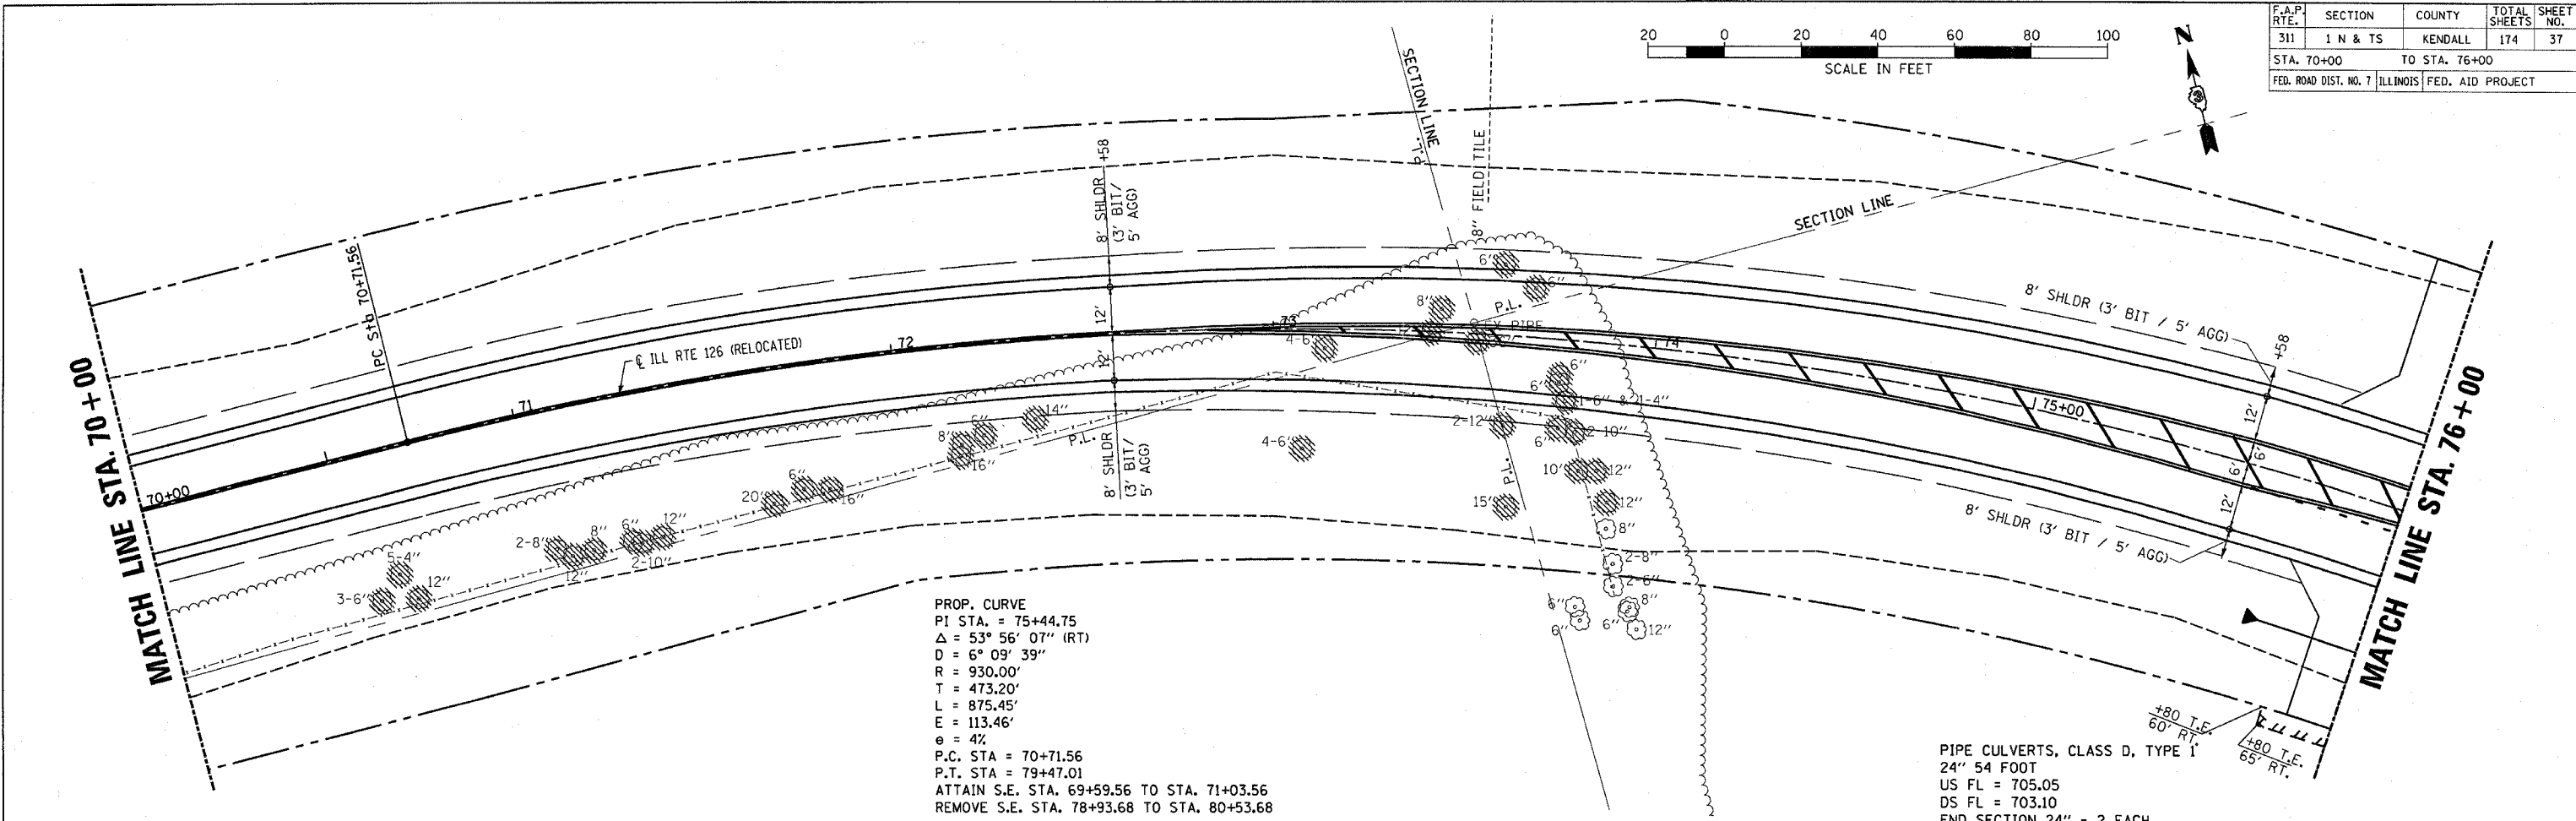 F.A.P. RTE. SECTION COUNTY TOTAL SHEETS SHEET NO.
311 1 N & TS KENDALL 174 37
STA. 70+00 TO STA. 76+00
FED. ROAD DIST. NO. 7 ILLINOIS FED. AID PROJECT
20 0 20 40 60 80 100
SCALE IN FEET
N
SECTION LINE
P.L.
8" FIELD TILE
SECTION LINE
+58
8' SHLDR
(3' BIT/
5' AGG)
12'
12'
8' SHLDR
(3' BIT/
5' AGG)
PC Sta 70+71.56
℄ ILL RTE 126 (RELOCATED)
MATCH LINE STA. 70+00
70+00
71
72
73
74
75+00
6"
6"
8"
P.L.
EX PIPE
4-6"
6"
6"
1-6" & 1-4"
2-12"
6"
2-10"
4-6"
10"
12"
15"
12"
P.L.
8"
2-8"
2-6"
6"
8"
6"
6"
12"
14"
6"
8"
16"
P.L.
6"
20"
16"
6"
12"
8"
2-8"
12"
2-10"
5-4"
12"
3-6"
8' SHLDR (3' BIT / 5' AGG)
+58
12'
6'
6'
12'
8' SHLDR (3' BIT / 5' AGG)
MATCH LINE STA. 76+00
+80 T.E.
60' RT.
+80 T.E.
65' RT.
PROP. CURVE
PI STA. = 75+44.75
Δ = 53° 56' 07" (RT)
D = 6° 09' 39"
R = 930.00'
T = 473.20'
L = 875.45'
E = 113.46'
e = 4%
P.C. STA = 70+71.56
P.T. STA = 79+47.01
ATTAIN S.E. STA. 69+59.56 TO STA. 71+03.56
REMOVE S.E. STA. 78+93.68 TO STA. 80+53.68
PIPE CULVERTS, CLASS D, TYPE 1
24" 54 FOOT
US FL = 705.05
DS FL = 703.10
END SECTION 24" = 2 EACH